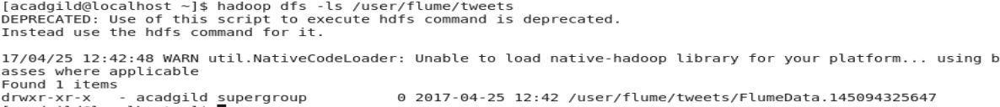 [acadgild@localhost ~]$ hadoop dfs -ls /user/flume/tweets
DEPRECATED: Use of this script to execute hdfs command is deprecated.
Instead use the hdfs command for it.
17/04/25 12:42:48 WARN util.NativeCodeLoader: Unable to load native-hadoop library for your platform... using b
asses where applicable
Found 1 items
drwxr-xr-x - acadgild supergroup 0 2017-04-25 12:42 /user/flume/tweets/FlumeData.145094325647